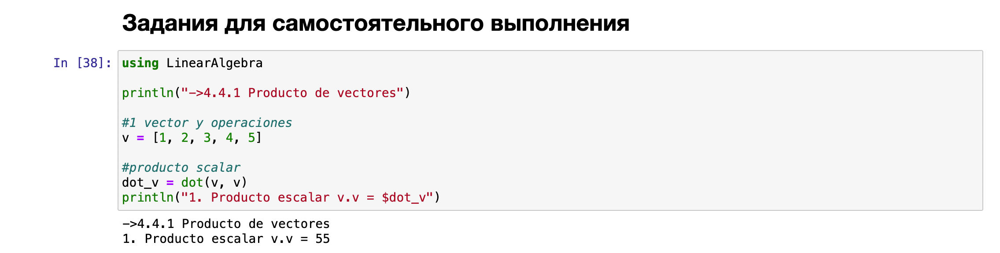 Задания для самостоятельного выполнения
In [38]: using LinearAlgebra
println("->4.4.1 Producto de vectores")
#1 vector y operaciones
v = [1, 2, 3, 4, 5]
#producto scalar
dot_v = dot(v, v)
println("1. Producto escalar v.v = $dot_v")
->4.4.1 Producto de vectores
1. Producto escalar v.v = 55